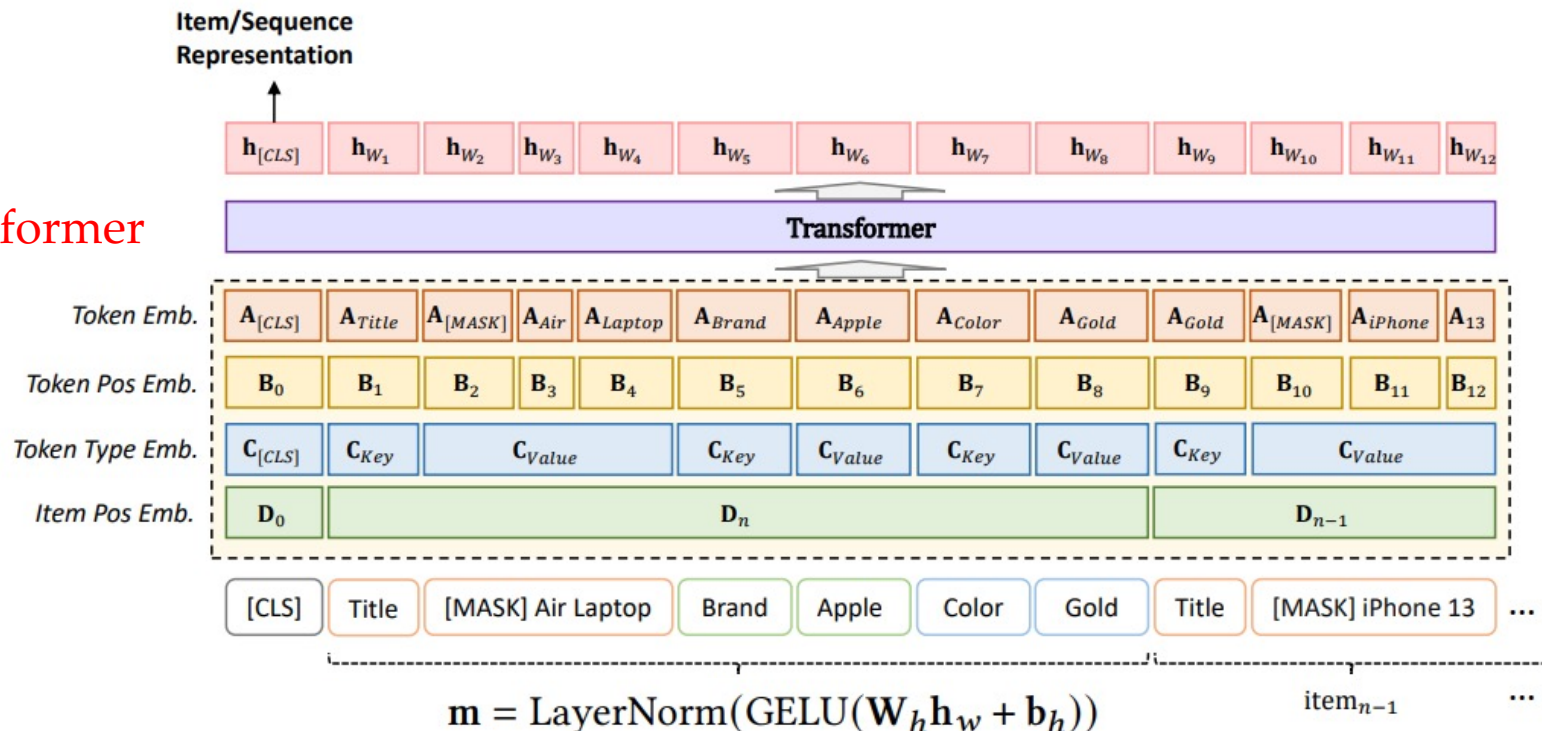 Item/Sequence
Representation
h[CLS] hW1 hW2 hW3 hW4 hW5 hW6 hW7 hW8 hW9 hW10 hW11 hW12
former
Transformer
Token Emb. A[CLS] ATitle A[MASK] AAir ALaptop ABrand AApple AColor AGold AGold A[MASK] AiPhone A13
Token Pos Emb. B0 B1 B2 B3 B4 B5 B6 B7 B8 B9 B10 B11 B12
Token Type Emb. C[CLS] CKey CValue CKey CValue CKey CValue CKey CValue
Item Pos Emb. D0 Dn Dn−1
[CLS] Title [MASK] Air Laptop Brand Apple Color Gold Title [MASK] iPhone 13 ...
m = LayerNorm(GELU(Whhw + bh)) itemn−1 ...